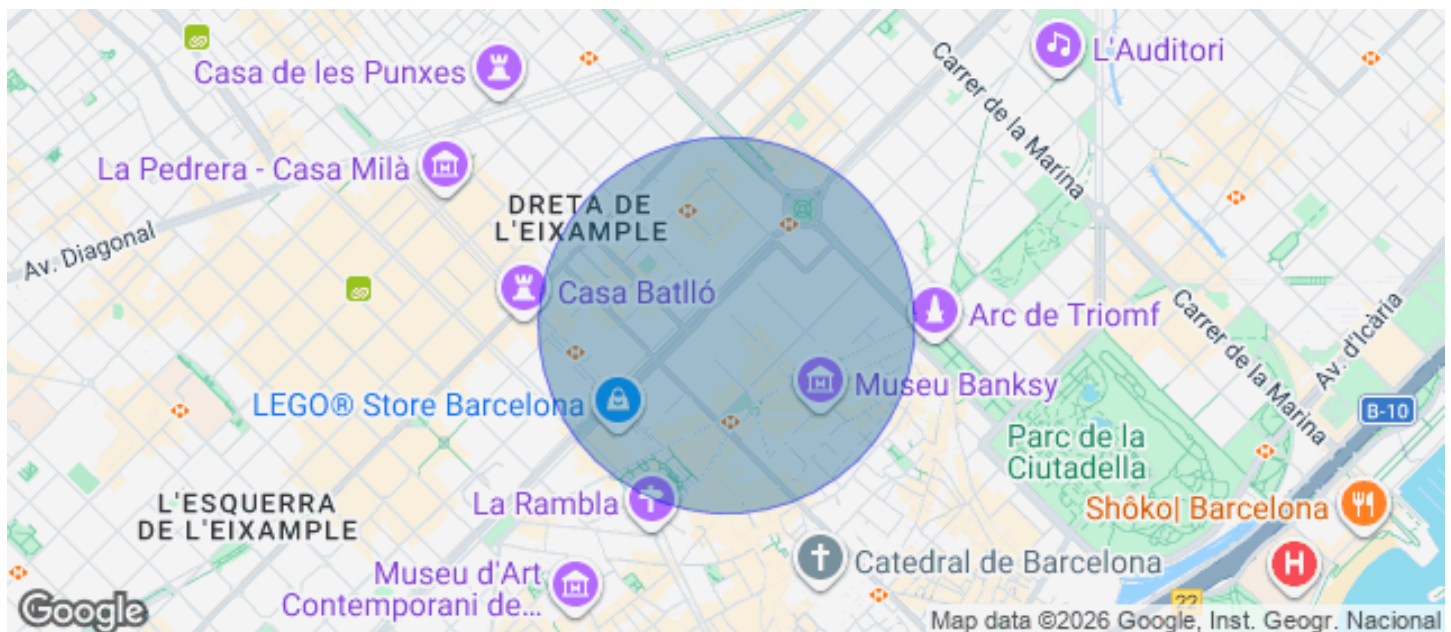 L'Auditori
Casa de les Punxes
Carrer de la Marina
La Pedrera - Casa Milà
DRETA DE
L'EIXAMPLE
Av. Diagonal
Casa Batlló
Arc de Triomf
Carrer de la Marina
Av. d'Icària
Museu Banksy
LEGO® Store Barcelona
B-10
Parc de la
Ciutadella
L'ESQUERRA
DE L'EIXAMPLE
La Rambla
Shôko| Barcelona
Catedral de Barcelona
H
Museu d'Art
Contemporani de...
22
Google
Map data ©2026 Google, Inst. Geogr. Nacional